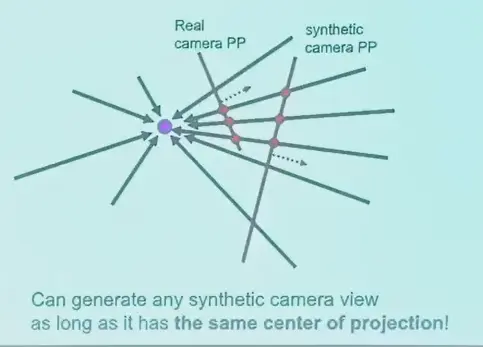 Real
camera PP
synthetic
camera PP
Can generate any synthetic camera view
as long as it has the same center of projection!